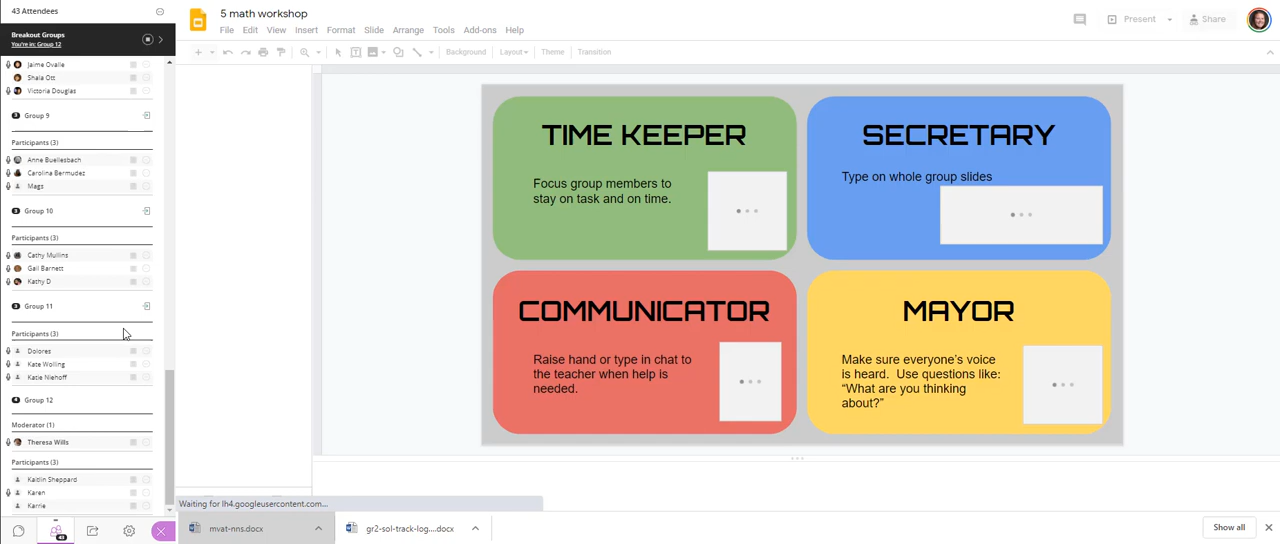 43 Attendees
Breakout Groups
You're in: Group 12
Jaime Ovalle
Shala Ott
Victoria Douglas
3 Group 9
Participants (3)
Anne Buellesbach
Carolina Bermudez
Mags
3 Group 10
Participants (3)
Cathy Mullins
Gail Barnett
Kathy D
3 Group 11
Participants (3)
Dolores
Kate Wolling
Katie Niehoff
4 Group 12
Moderator (1)
Theresa Wills
Participants (3)
Kaitlin Sheppard
Karen
Karrie
43
5 math workshop
File Edit View Insert Format Slide Arrange Tools Add-ons Help
Present
Share
Background Layout Theme Transition
TIME KEEPER
Focus group members to
stay on task and on time.
SECRETARY
Type on whole group slides
COMMUNICATOR
Raise hand or type in chat to
the teacher when help is
needed.
MAYOR
Make sure everyone's voice
is heard. Use questions like:
“What are you thinking
about?”
Waiting for lh4.googleusercontent.com...
mvat-nns.docx
gr2-sol-track-log....docx
Show all